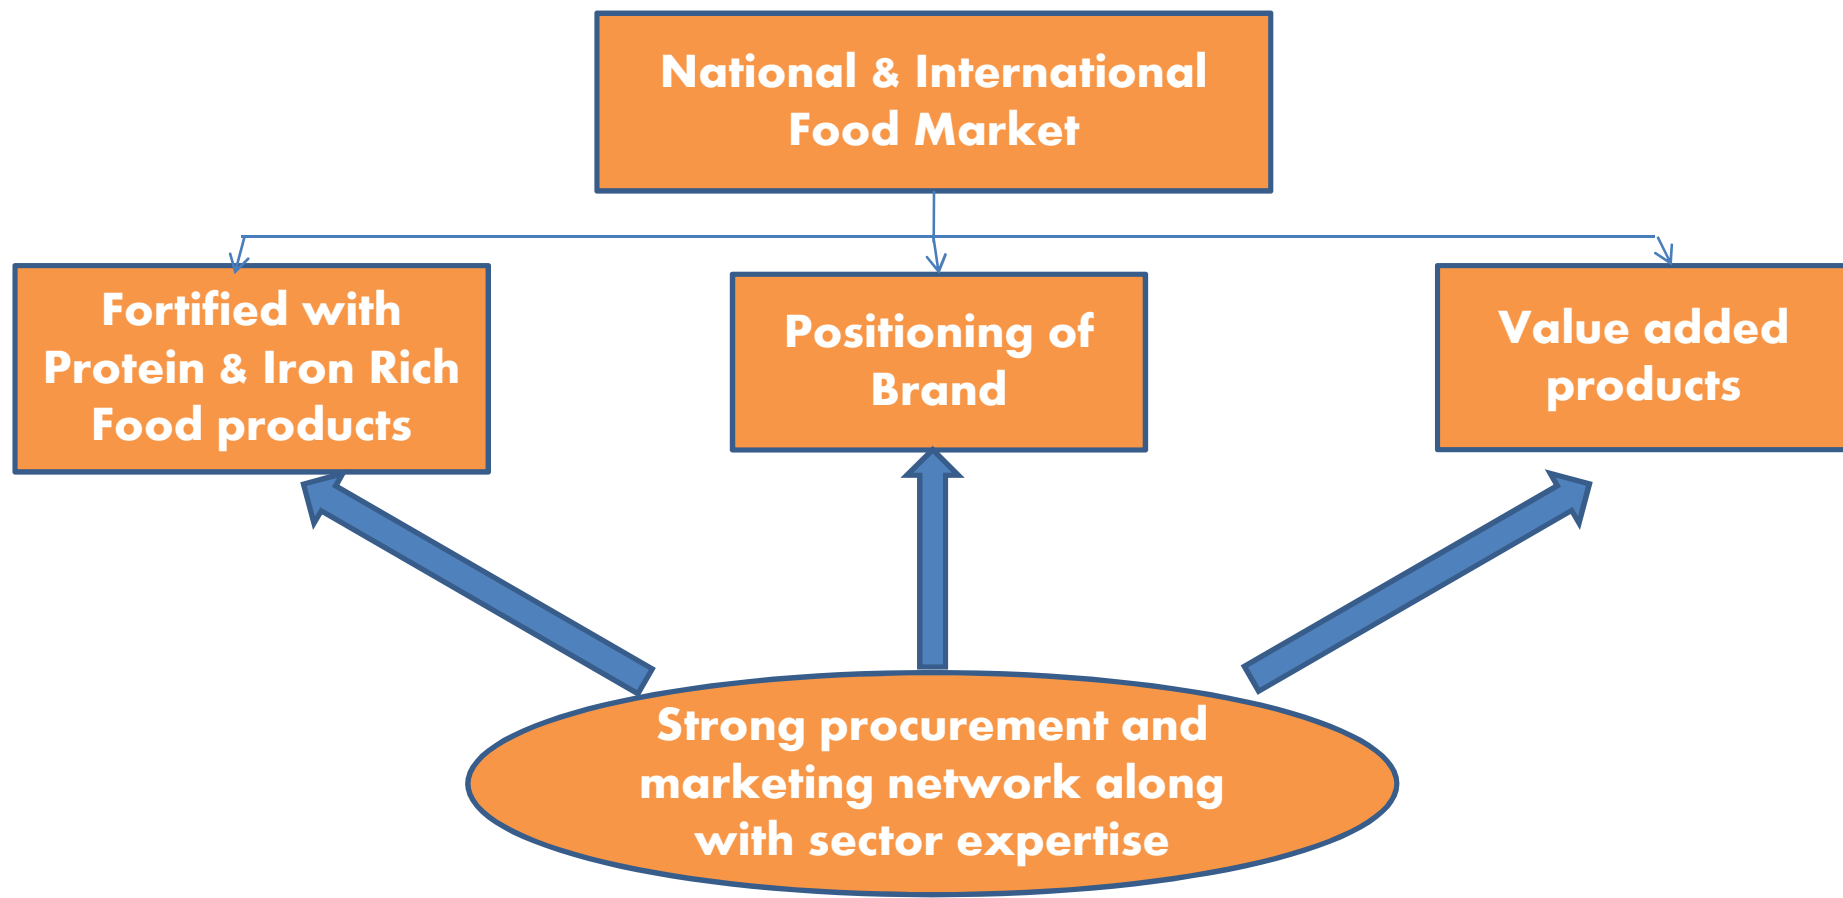 National & International
Food Market
Fortified with
Protein & Iron Rich
Food products
Positioning of
Brand
Value added
products
Strong procurement and
marketing network along
with sector expertise